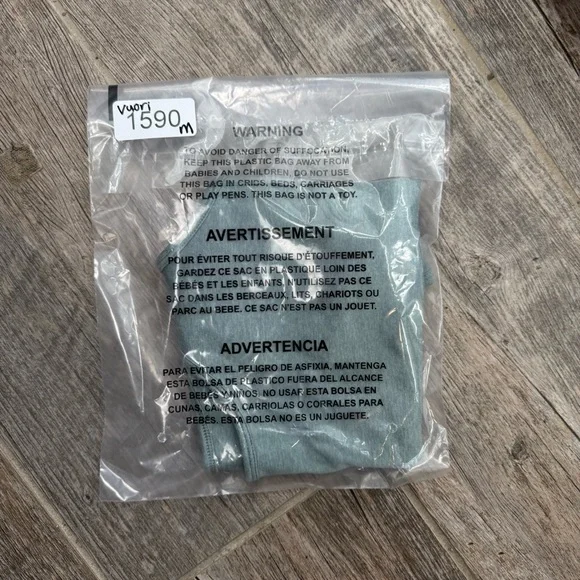 Vuori
1590 m
WARNING
TO AVOID DANGER OF SUFFOCATION,
KEEP THIS PLASTIC BAG AWAY FROM
BABIES AND CHILDREN. DO NOT USE
THIS BAG IN CRIBS, BEDS, CARRIAGES
OR PLAY PENS. THIS BAG IS NOT A TOY.
AVERTISSEMENT
POUR ÉVITER TOUT RISQUE D'ÉTOUFFEMENT,
GARDEZ CE SAC EN PLASTIQUE LOIN DES
BÉBÉS ET LES ENFANTS. N'UTILISEZ PAS CE
SAC DANS LES BERCEAUX, LITS, CHARIOTS OU
PARC AU BEBE. CE SAC N'EST PAS UN JOUET.
ADVERTENCIA
PARA EVITAR EL PELIGRO DE ASFIXIA, MANTENGA
ESTA BOLSA DE PLASTICO FUERA DEL ALCANCE
DE BEBÉS Y NIÑOS. NO USAR ESTA BOLSA EN
CUNAS, CAMAS, CARRIOLAS O CORRALES PARA
BEBÉS. ESTA BOLSA NO ES UN JUGUETE.